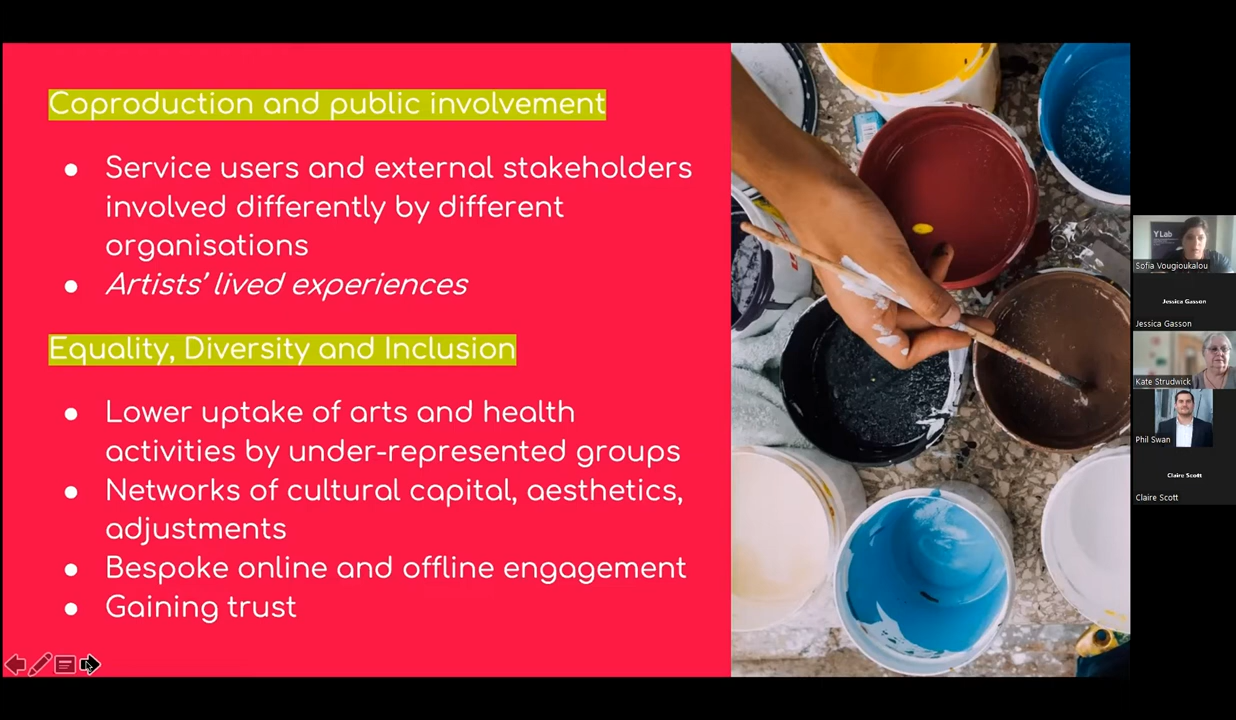 Coproduction and public involvement
● Service users and external stakeholders
involved differently by different
organisations
● Artists' lived experiences
Equality, Diversity and Inclusion
● Lower uptake of arts and health
activities by under-represented groups
● Networks of cultural capital, aesthetics,
adjustments
● Bespoke online and offline engagement
● Gaining trust
Y Lab
Sofia Vougioukalou
Jessica Gasson
Jessica Gasson
Kate Strudwick
Phil Swan
Claire Scott
Claire Scott